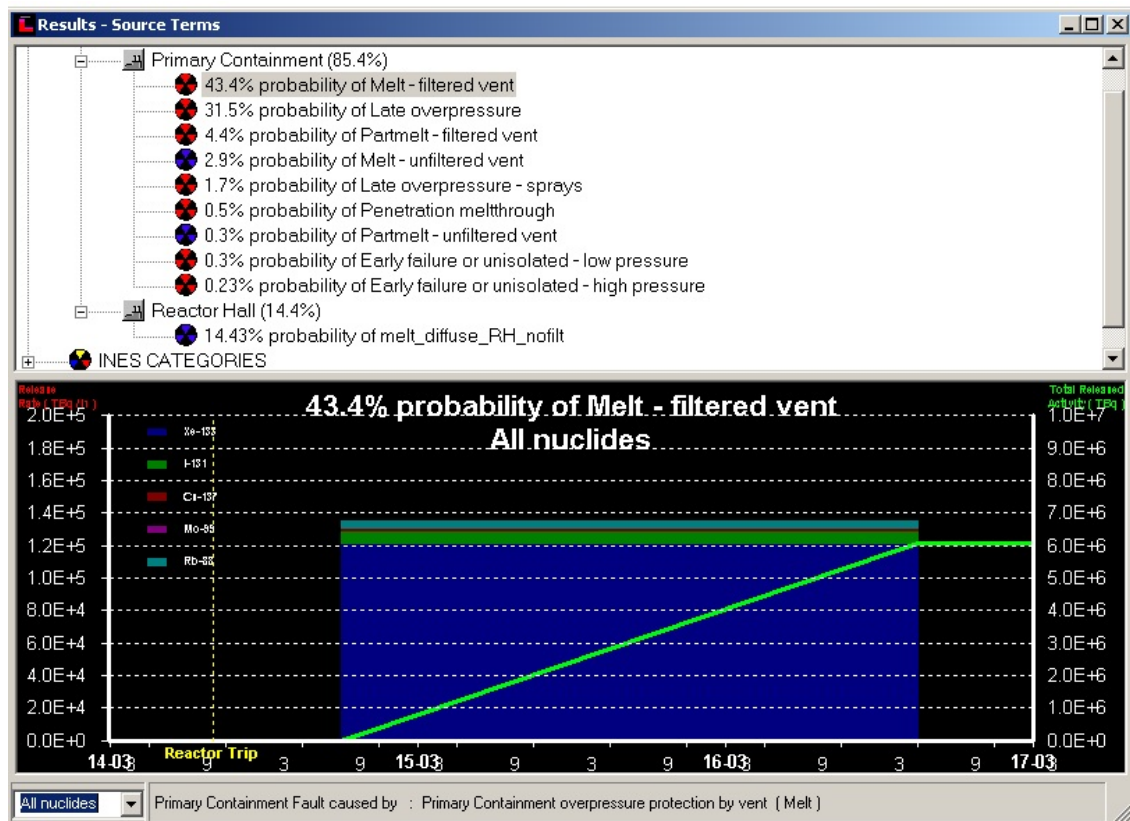 Results - Source Terms
Primary Containment (85.4%)
43.4% probability of Melt - filtered vent
31.5% probability of Late overpressure
4.4% probability of Partmelt - filtered vent
2.9% probability of Melt - unfiltered vent
1.7% probability of Late overpressure - sprays
0.5% probability of Penetration meltthrough
0.3% probability of Partmelt - unfiltered vent
0.3% probability of Early failure or unisolated - low pressure
0.23% probability of Early failure or unisolated - high pressure
Reactor Hall (14.4%)
14.43% probability of melt_diffuse_RH_nofilt
INES CATEGORIES
Release Total Released
Rate ( TBq /h ) Activity ( TBq )
43.4% probability of Melt - filtered vent
All nuclides
2.0E+5 1.0E+7
1.8E+5 Xe-133 9.0E+6
1.6E+5 I-131 8.0E+6
1.4E+5 Cs-137 7.0E+6
1.2E+5 Mo-99 6.0E+6
1.0E+5 Rb-88 5.0E+6
8.0E+4 4.0E+6
6.0E+4 3.0E+6
4.0E+4 2.0E+6
2.0E+4 1.0E+6
0.0E+0 0.0E+0
Reactor Trip
14-03 9 3 15-03 9 3 16-03 9 3 9 17-03
All nuclides Primary Containment Fault caused by : Primary Containment overpressure protection by vent ( Melt )